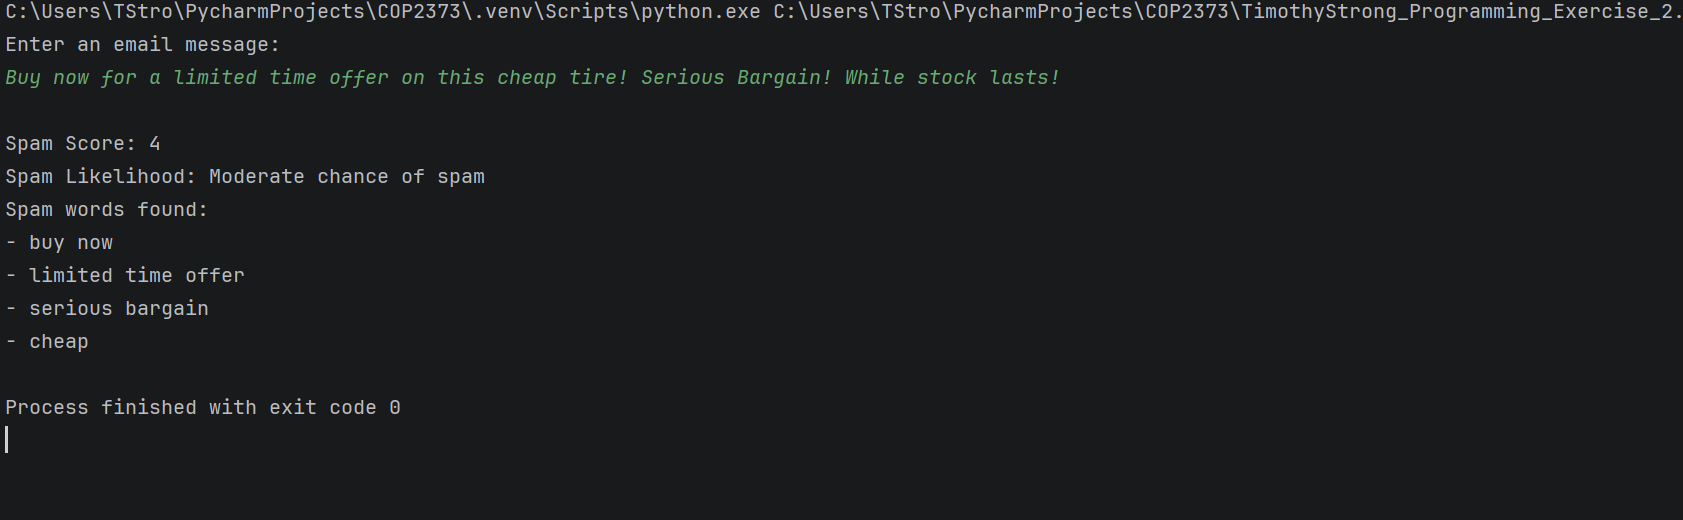 C:\Users\TStro\PycharmProjects\COP2373\.venv\Scripts\python.exe C:\Users\TStro\PycharmProjects\COP2373\TimothyStrong_Programming_Exercise_2.
Enter an email message:
Buy now for a limited time offer on this cheap tire! Serious Bargain! While stock lasts!
Spam Score: 4
Spam Likelihood: Moderate chance of spam
Spam words found:
- buy now
- limited time offer
- serious bargain
- cheap
Process finished with exit code 0